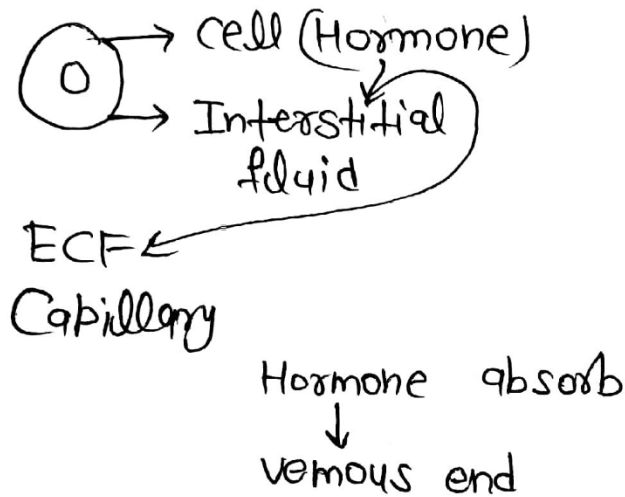 Cell (Hormone)
Interstitial
fluid
ECF
Capillary
Hormone absorb
venous end